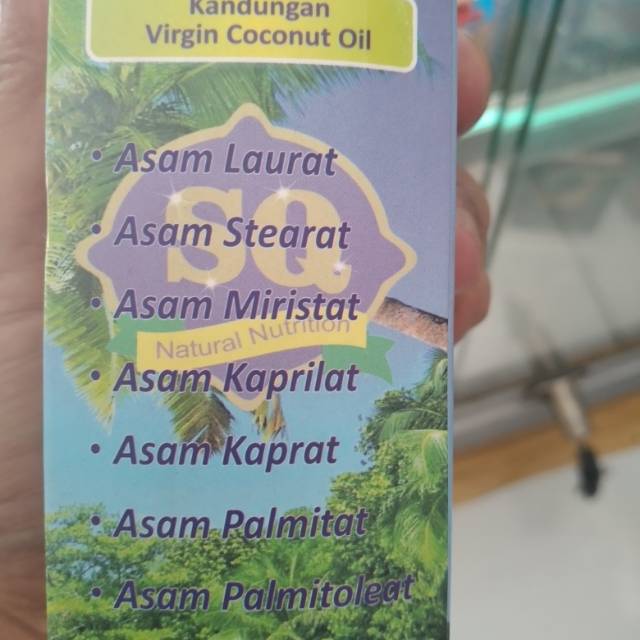 Kandungan
Virgin Coconut Oil
• Asam Laurat
• Asam Stearat
• Asam Miristat
• Asam Kaprilat
• Asam Kaprat
• Asam Palmitat
• Asam Palmitoleat
SQ
Natural Nutrition